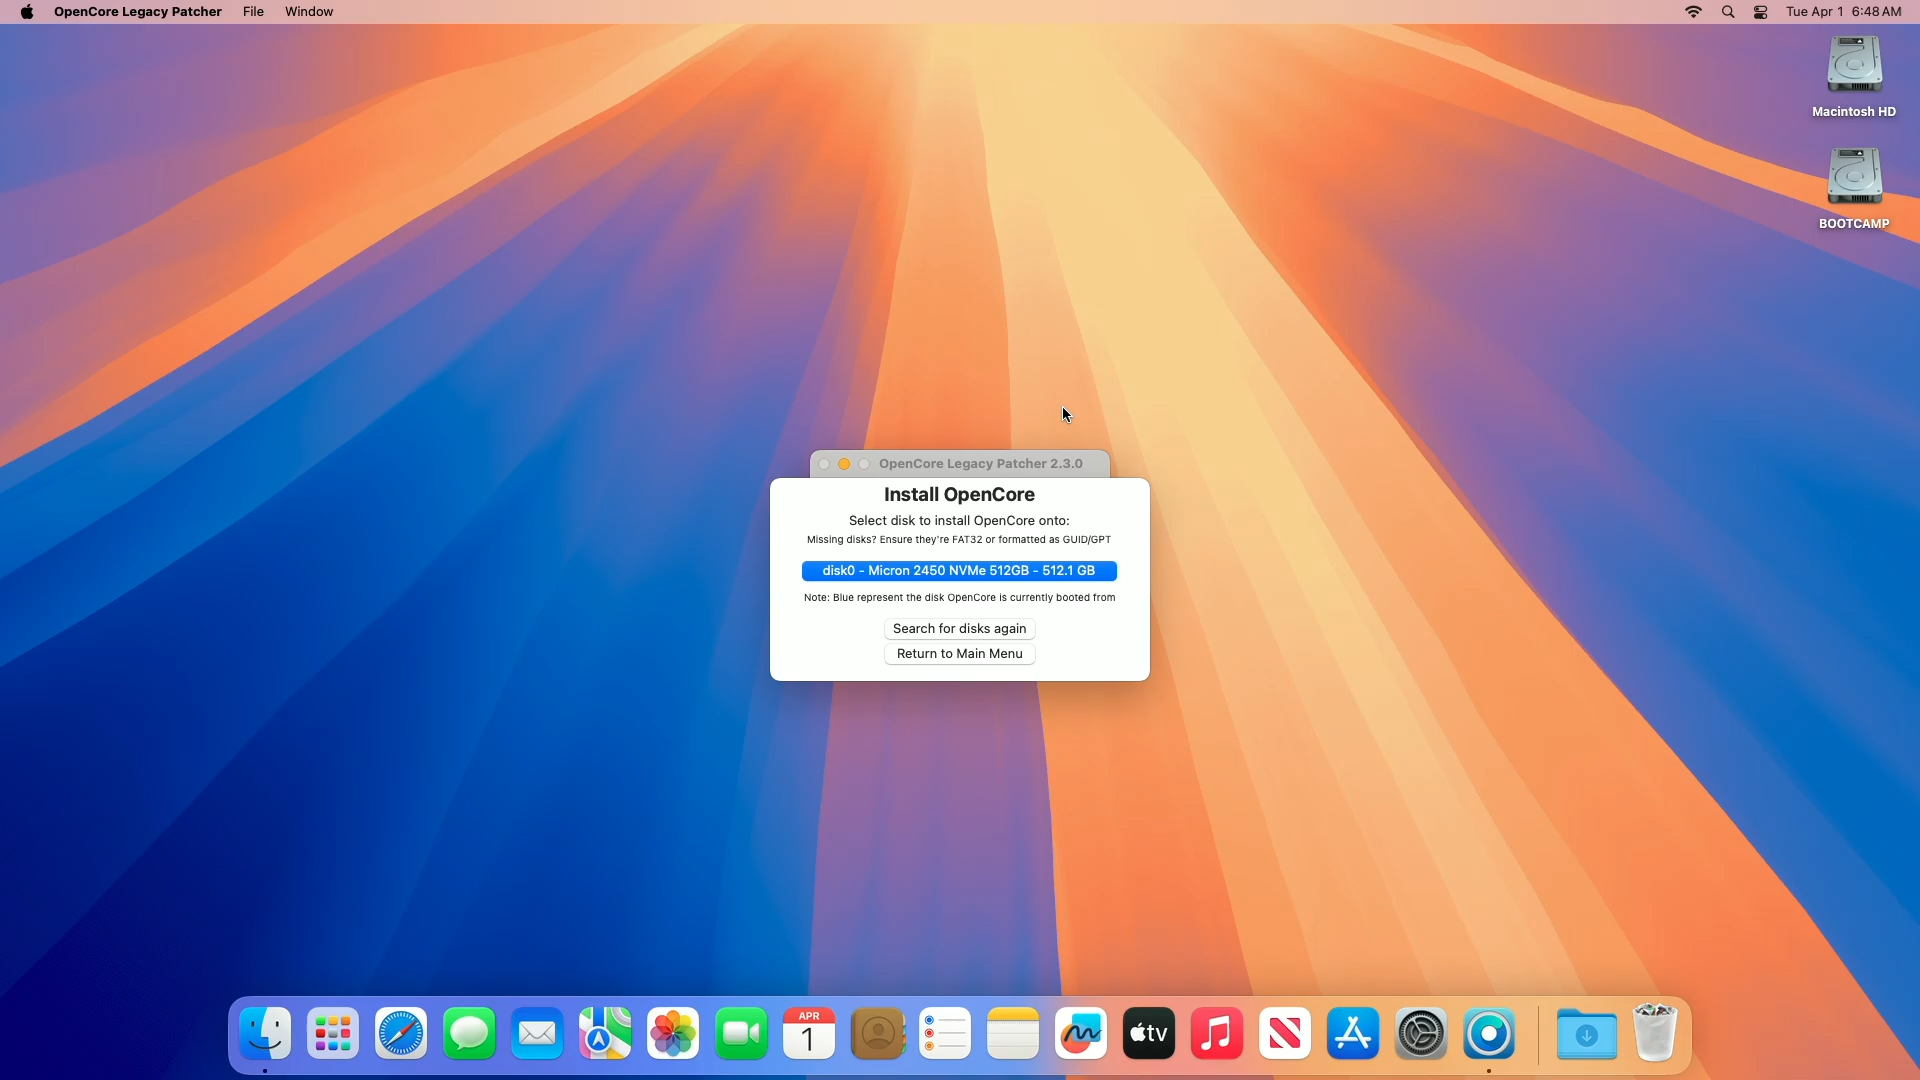 OpenCore Legacy Patcher File Window
Tue Apr 1 6:48 AM
Macintosh HD
BOOTCAMP
OpenCore Legacy Patcher 2.3.0
Install OpenCore
Select disk to install OpenCore onto:
Missing disks? Ensure they're FAT32 or formatted as GUID/GPT
disk0 - Micron 2450 NVMe 512GB - 512.1 GB
Note: Blue represent the disk OpenCore is currently booted from
Search for disks again
Return to Main Menu
APR
1
tv